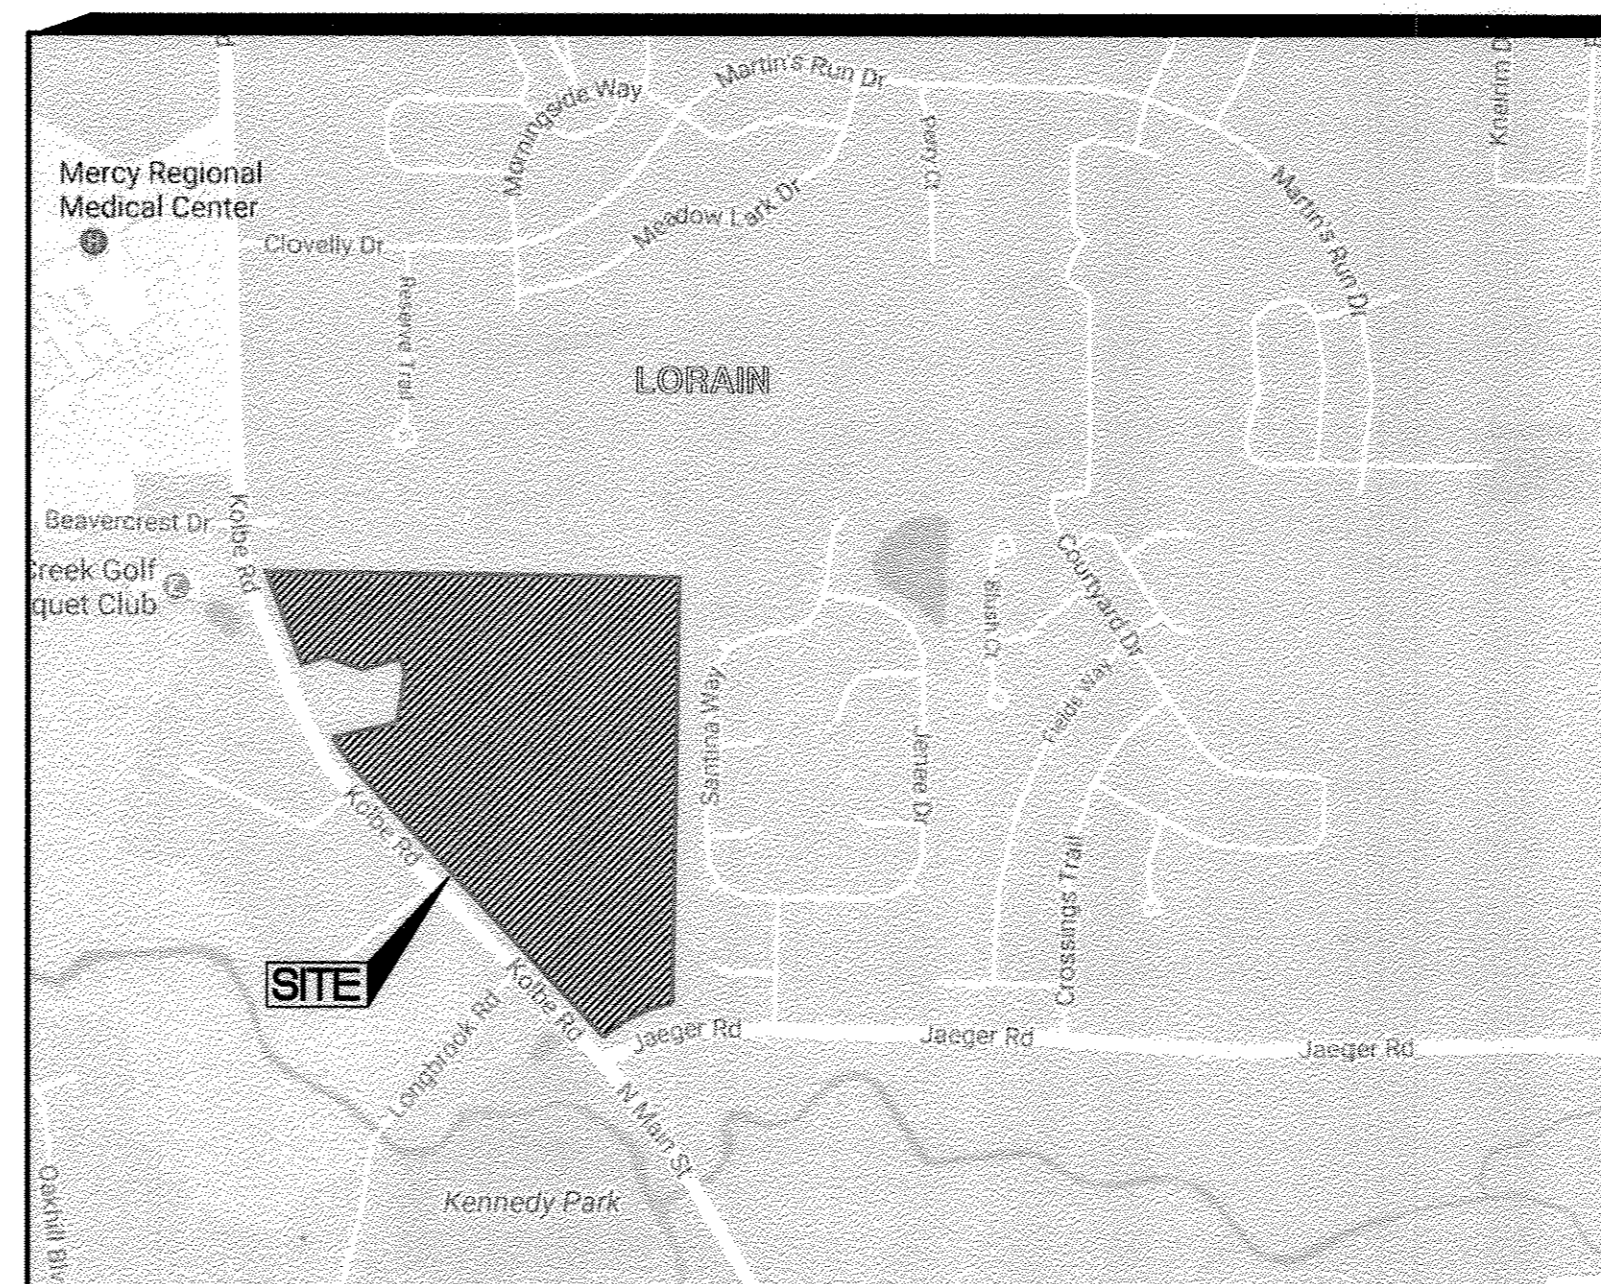 Martin's Run Dr
Morningside Way
Kneirim D
Perry Ct
Mercy Regional
Medical Center
H
Meadow Lark Dr
Martin's Run Dr
Clovelly Dr
Reserve Trail
LORAIN
Beavercrest Dr
Kolbe Rd
Creek Golf
quet Club
Courtyard Dr
Fields Way
Santina Way
Jenee Dr
Kolbe Rd
Crossings Trail
SITE
Kolbe Rd
Longbrook Rd
Jaeger Rd
Jaeger Rd
Jaeger Rd
N Main St
Kennedy Park
Oakhill Blv